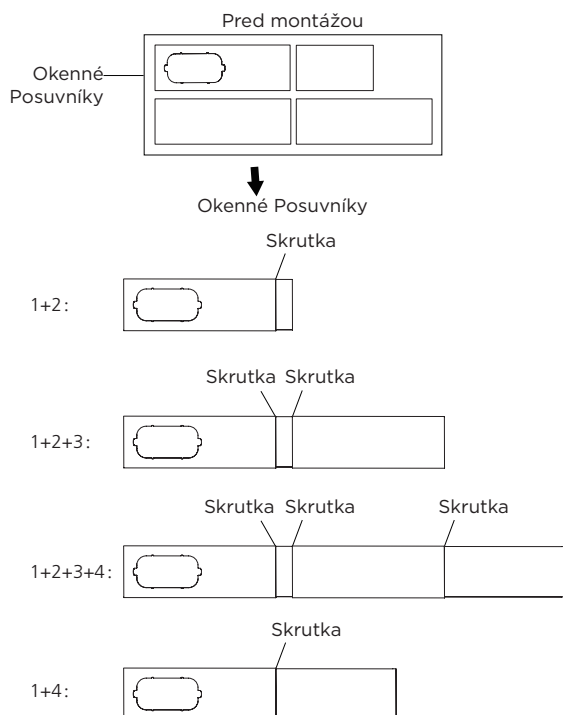 Pred montážou
Okenné
Posuvníky
Okenné Posuvníky
Skrutka
1+2:
Skrutka Skrutka
1+2+3:
Skrutka Skrutka Skrutka
1+2+3+4:
Skrutka
1+4: